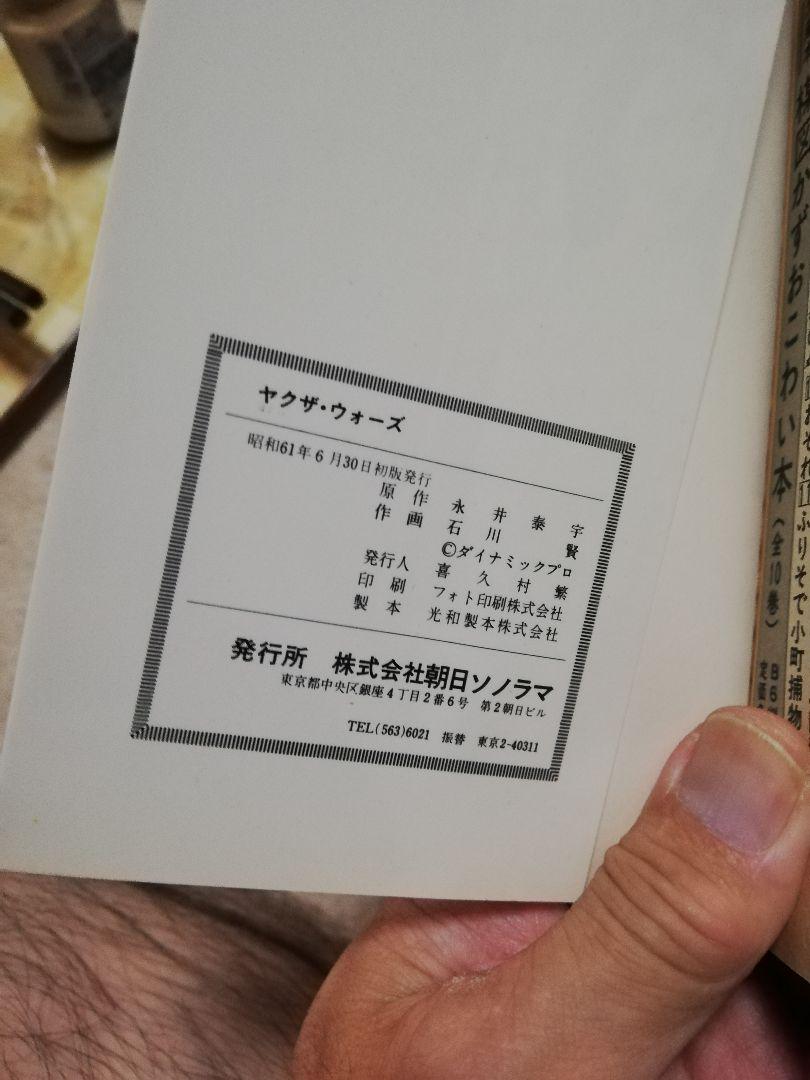 ヤクザ・ウォーズ
昭和61年6月30日初版発行
原作 永井泰宇
作画 石川賢
©ダイナミックプロ
発行人 喜久村繁
印刷 フォト印刷株式会社
製本 光和製本株式会社
発行所 株式会社朝日ソノラマ
東京都中央区銀座4丁目2番6号 第2朝日ビル
TEL(563)6021 振替 東京2-40311
かずおこわい本〈全10巻〉
ふりそで小町捕物
B6
定価